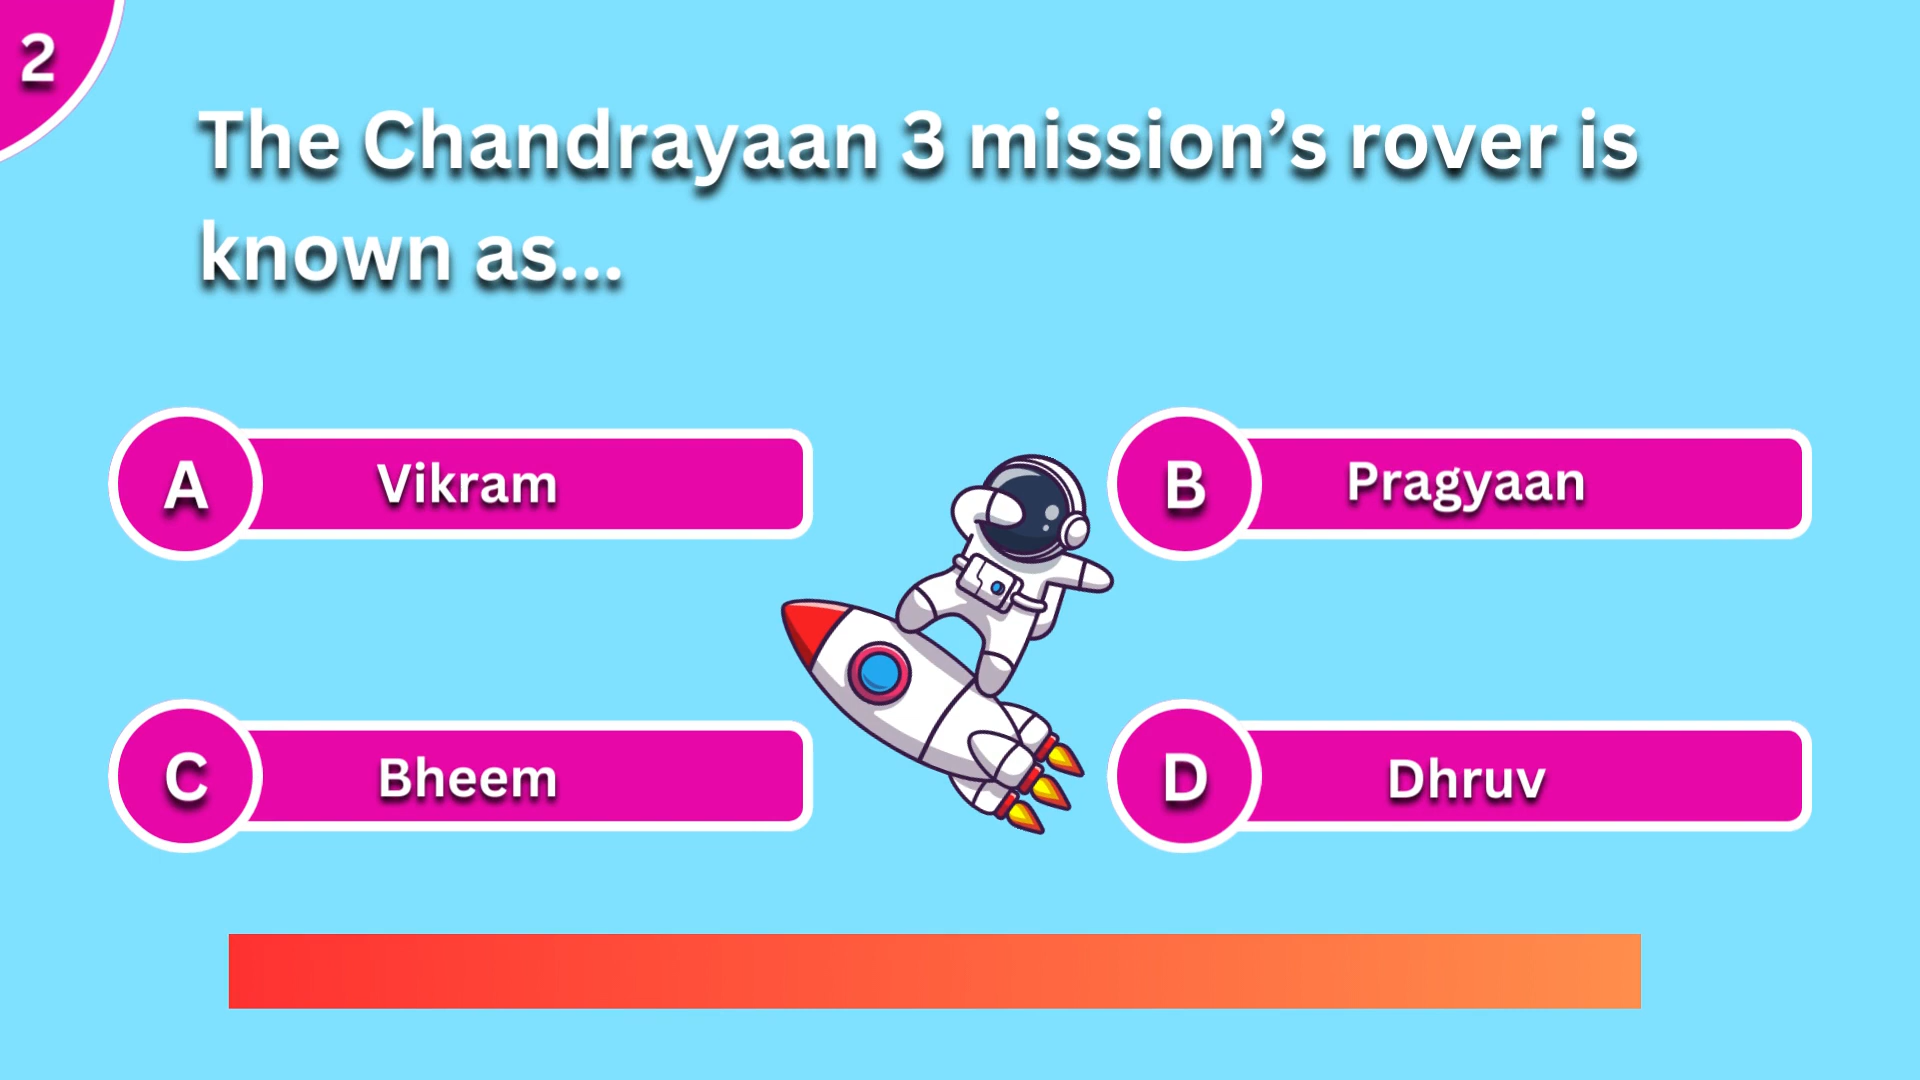 2
The Chandrayaan 3 mission’s rover is
known as...
A Vikram
B Pragyaan
C Bheem
D Dhruv